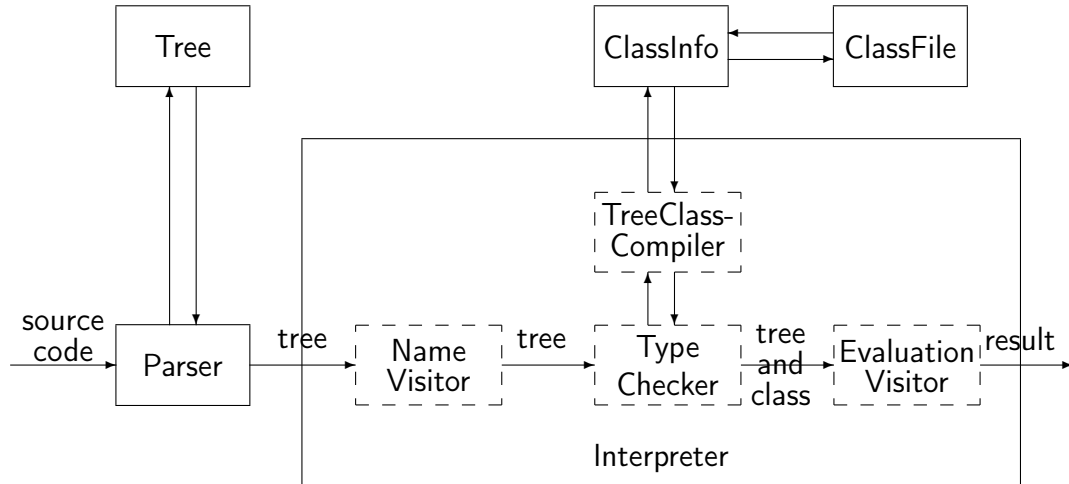 Tree
ClassInfo
ClassFile
TreeClass-
Compiler
source
code
Parser
tree
Name
Visitor
tree
Type
Checker
tree
and
class
Evaluation
Visitor
result
Interpreter